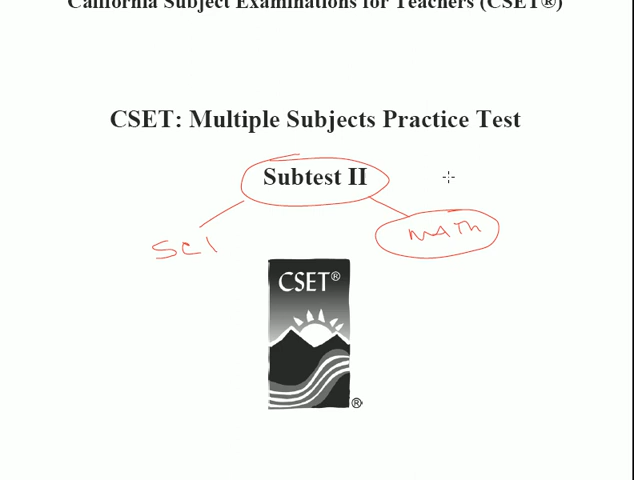 California Subject Examinations for Teachers (CSET®)
CSET: Multiple Subjects Practice Test
Subtest II
SCI
MATH
CSET®
®